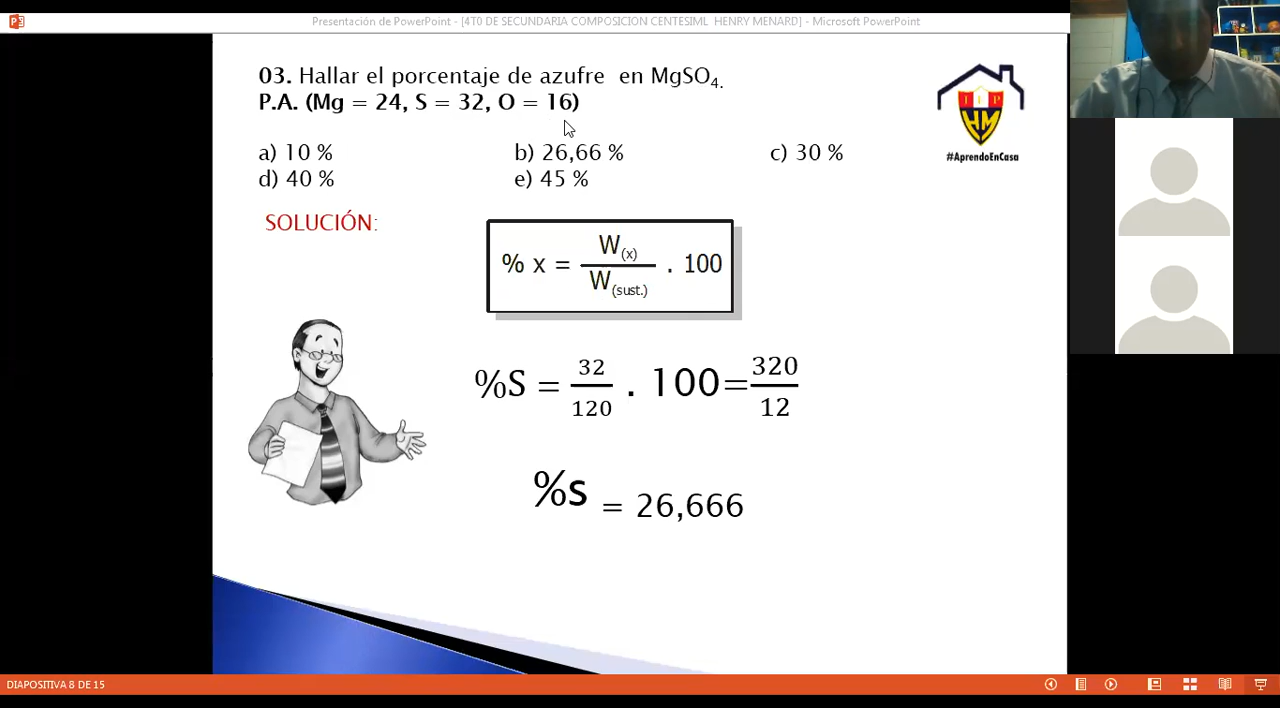 Presentación de PowerPoint - [4T0 DE SECUNDARIA COMPOSICION CENTESIML HENRY MENARD] - Microsoft PowerPoint
03. Hallar el porcentaje de azufre en MgSO4.
P.A. (Mg = 24, S = 32, O = 16)
a) 10 % b) 26,66 % c) 30 %
d) 40 % e) 45 %
I I P
HM
#AprendoEnCasa
SOLUCIÓN:
% x = W(x) / W(sust.) . 100
%S = 32/120 . 100=320/12
%s = 26,666
DIAPOSITIVA 8 DE 15